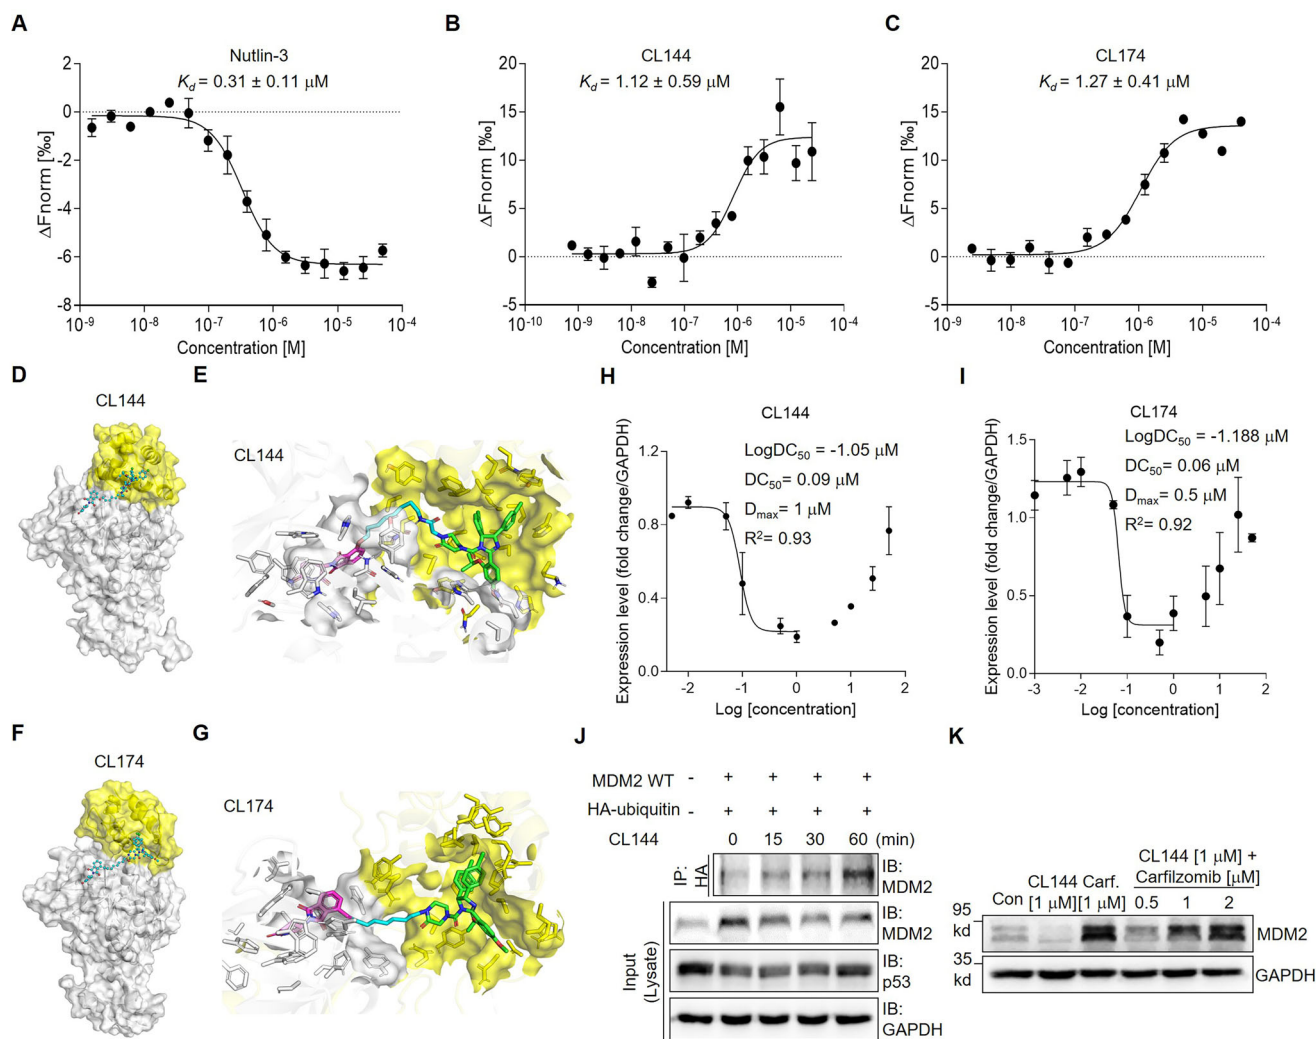 A
Nutlin-3
Kd = 0.31 ± 0.11 μM
ΔFnorm [‰]
2
0
-2
-4
-6
-8
10-9
10-8
10-7
10-6
10-5
10-4
Concentration [M]
B
CL144
Kd = 1.12 ± 0.59 μM
ΔFnorm [‰]
20
15
10
5
0
-5
10-10
10-9
10-8
10-7
10-6
10-5
10-4
Concentration [M]
C
CL174
Kd = 1.27 ± 0.41 μM
ΔFnorm [‰]
20
15
10
5
0
-5
10-9
10-8
10-7
10-6
10-5
10-4
Concentration [M]
D
CL144
E
CL144
H
CL144
LogDC50 = -1.05 μM
DC50= 0.09 μM
Dmax= 1 μM
R2= 0.93
Expression level (fold change/GAPDH)
1.2
0.8
0.4
0.0
-2
-1
0
1
2
Log [concentration]
I
CL174
LogDC50 = -1.188 μM
DC50= 0.06 μM
Dmax= 0.5 μM
R2= 0.92
Expression level (fold change/GAPDH)
1.5
1.0
0.5
0.0
-3
-2
-1
0
1
2
Log [concentration]
F
CL174
G
CL174
J
MDM2 WT - + + + +
HA-ubiquitin - + + + +
CL144 0 15 30 60 (min)
IP:
HA
IB:
MDM2
Input
(Lysate)
IB:
MDM2
IB:
p53
IB:
GAPDH
K
CL144 [1 μM] +
Con CL144 Carf. Carfilzomib [μM]
[1 μM] [1 μM] 0.5 1 2
95
kd
MDM2
35
kd
GAPDH